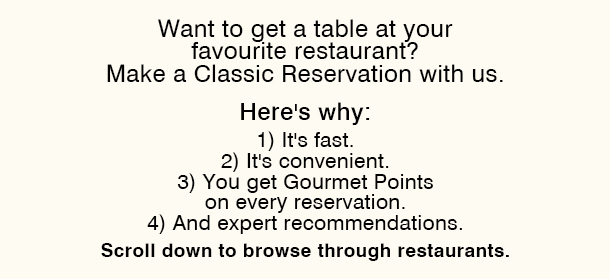 Want to get a table at your
favourite restaurant?
Make a Classic Reservation with us.
Here's why:
1) It's fast.
2) It's convenient.
3) You get Gourmet Points
on every reservation.
4) And expert recommendations.
Scroll down to browse through restaurants.